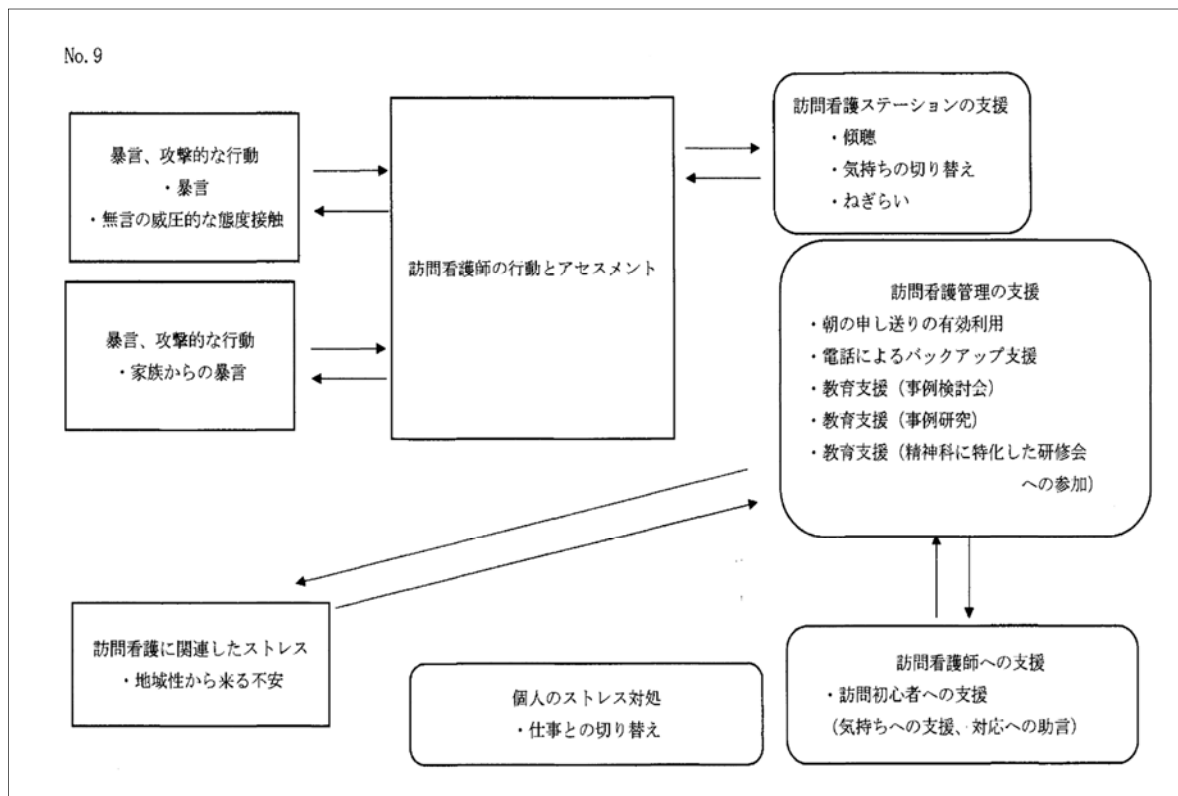 No.9
暴言、攻撃的な行動
・暴言
・無言の威圧的な態度接触
暴言、攻撃的な行動
・家族からの暴言
訪問看護師の行動とアセスメント
訪問看護ステーションの支援
・傾聴
・気持ちの切り替え
・ねぎらい
訪問看護管理の支援
・朝の申し送りの有効利用
・電話によるバックアップ支援
・教育支援（事例検討会）
・教育支援（事例研究）
・教育支援（精神科に特化した研修会
への参加）
訪問看護に関連したストレス
・地域性から来る不安
個人のストレス対処
・仕事との切り替え
訪問看護師への支援
・訪問初心者への支援
（気持ちへの支援、対応への助言）